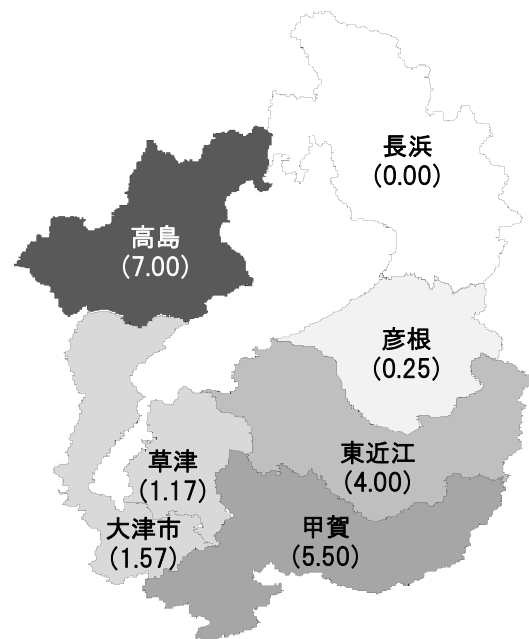 長浜
(0.00)
高島
(7.00)
彦根
(0.25)
東近江
(4.00)
草津
(1.17)
大津市
(1.57)
甲賀
(5.50)